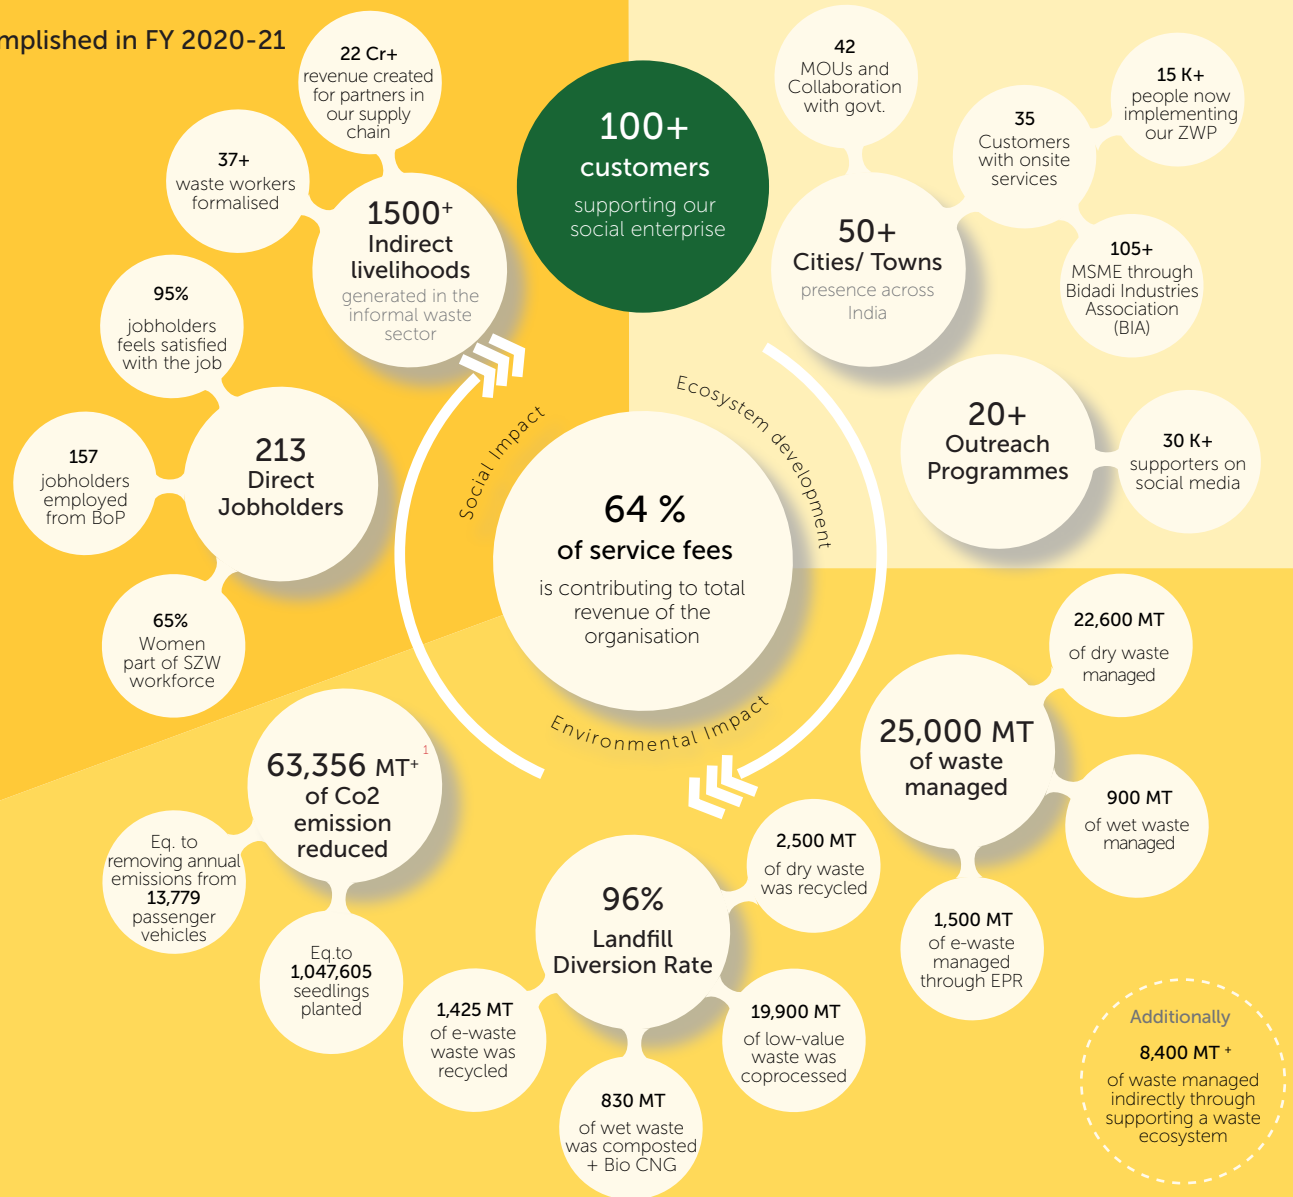 mplished in FY 2020-21
22 Cr+
revenue created
for partners in
our supply
chain
37+
waste workers
formalised
1500+
Indirect
livelihoods
generated in the
informal waste
sector
95%
jobholders
feels satisfied
with the job
157
jobholders
employed
from BoP
213
Direct
Jobholders
65%
Women
part of SZW
workforce
100+
customers
supporting our
social enterprise
42
MOUs and
Collaboration
with govt.
35
Customers
with onsite
services
15 K+
people now
implementing
our ZWP
50+
Cities/ Towns
presence across
India
105+
MSME through
Bidadi Industries
Association
(BIA)
20+
Outreach
Programmes
30 K+
supporters on
social media
Social Impact
Ecosystem development
Environmental Impact
64 %
of service fees
is contributing to total
revenue of the
organisation
63,356 MT+ 1
of Co2
emission
reduced
Eq. to
removing annual
emissions from
13,779
passenger
vehicles
Eq.to
1,047,605
seedlings
planted
96%
Landfill
Diversion Rate
2,500 MT
of dry waste
was recycled
1,425 MT
of e-waste
waste was
recycled
830 MT
of wet waste
was composted
+ Bio CNG
19,900 MT
of low-value
waste was
coprocessed
25,000 MT
of waste
managed
22,600 MT
of dry waste
managed
900 MT
of wet waste
managed
1,500 MT
of e-waste
managed
through EPR
Additionally
8,400 MT +
of waste managed
indirectly through
supporting a waste
ecosystem